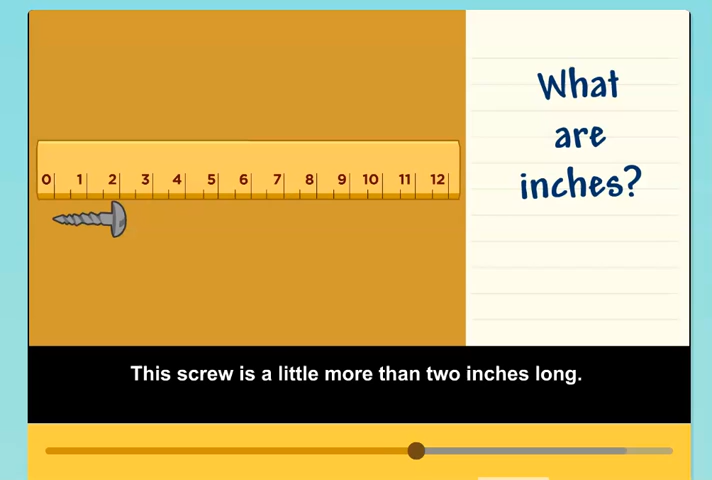 What
are
inches?
0 1 2 3 4 5 6 7 8 9 10 11 12
This screw is a little more than two inches long.